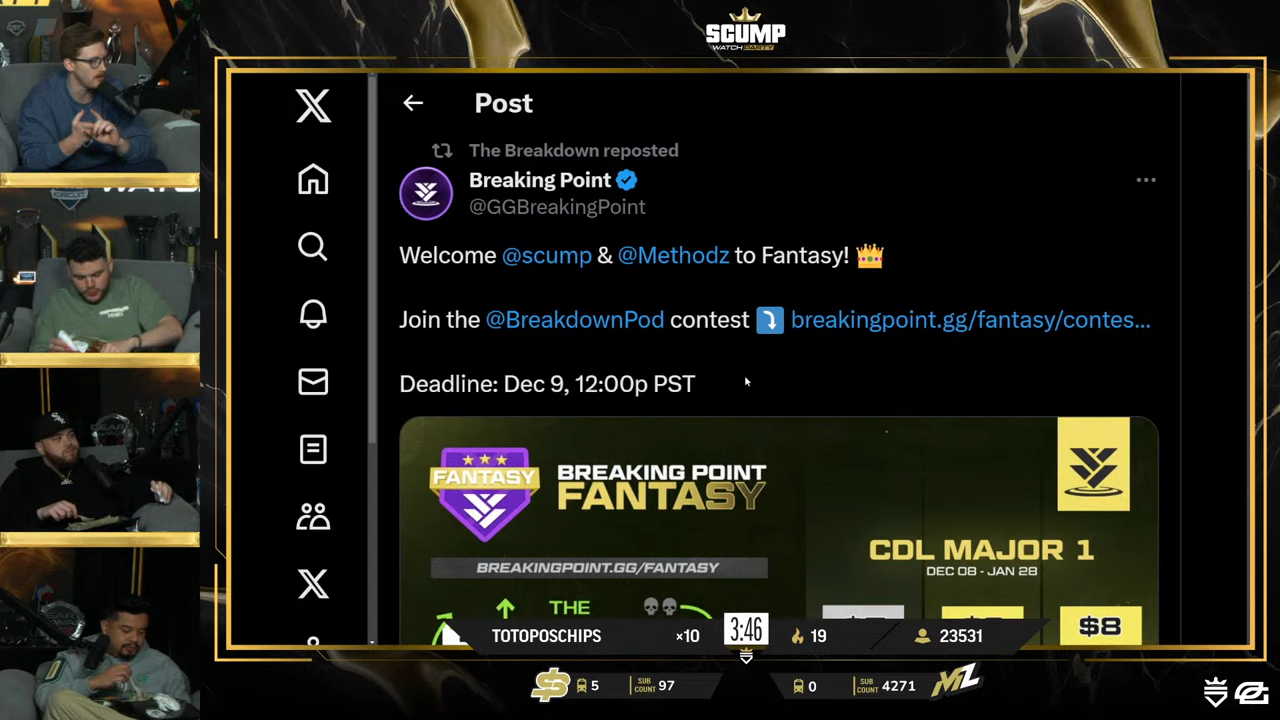 SCUMP
WATCH PARTY
X
Post
The Breakdown reposted
Breaking Point
@GGBreakingPoint
Welcome @scump & @Methodz to Fantasy! 👑
Join the @BreakdownPod contest ⤵️ breakingpoint.gg/fantasy/contes...
Deadline: Dec 9, 12:00p PST
FANTASY
BREAKING POINT
FANTASY
BREAKINGPOINT.GG/FANTASY
CDL MAJOR 1
DEC 08 - JAN 28
THE
$8
TOTOPOSCHIPS ×10 3:46 19 23531
5 SUB COUNT 97 0 SUB COUNT 4271 MZ